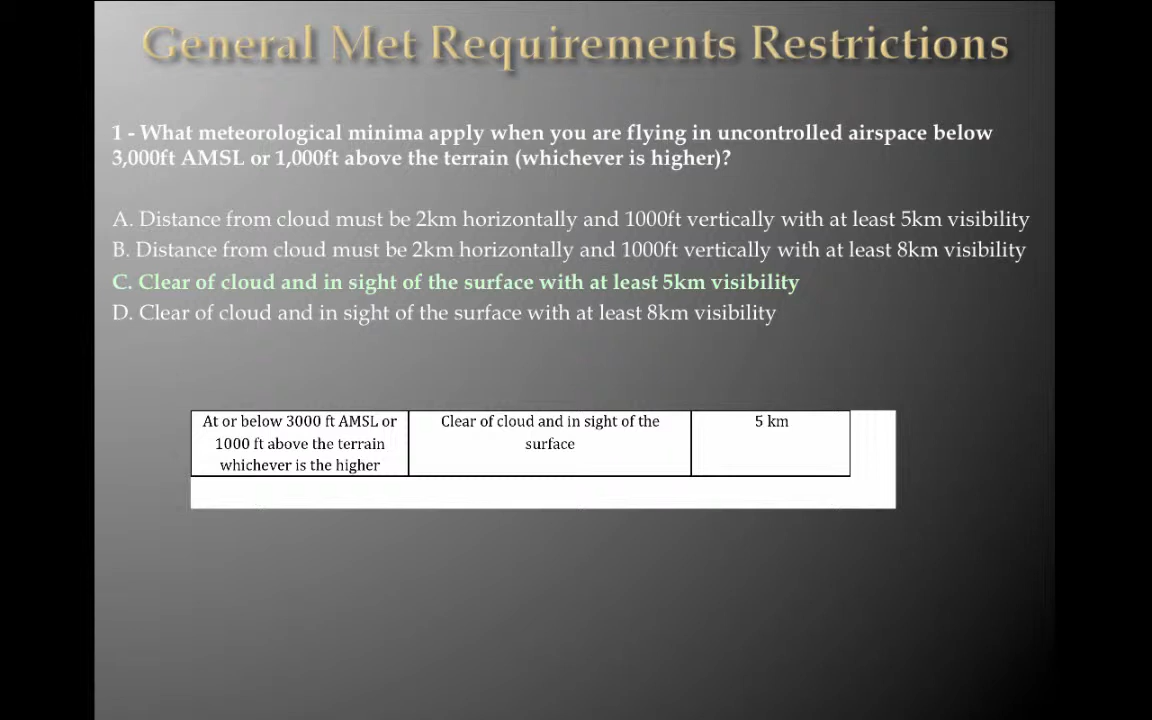 General Met Requirements Restrictions
1 - What meteorological minima apply when you are flying in uncontrolled airspace below
3,000ft AMSL or 1,000ft above the terrain (whichever is higher)?
A. Distance from cloud must be 2km horizontally and 1000ft vertically with at least 5km visibility
B. Distance from cloud must be 2km horizontally and 1000ft vertically with at least 8km visibility
C. Clear of cloud and in sight of the surface with at least 5km visibility
D. Clear of cloud and in sight of the surface with at least 8km visibility
At or below 3000 ft AMSL or
1000 ft above the terrain
whichever is the higher
Clear of cloud and in sight of the
surface
5 km